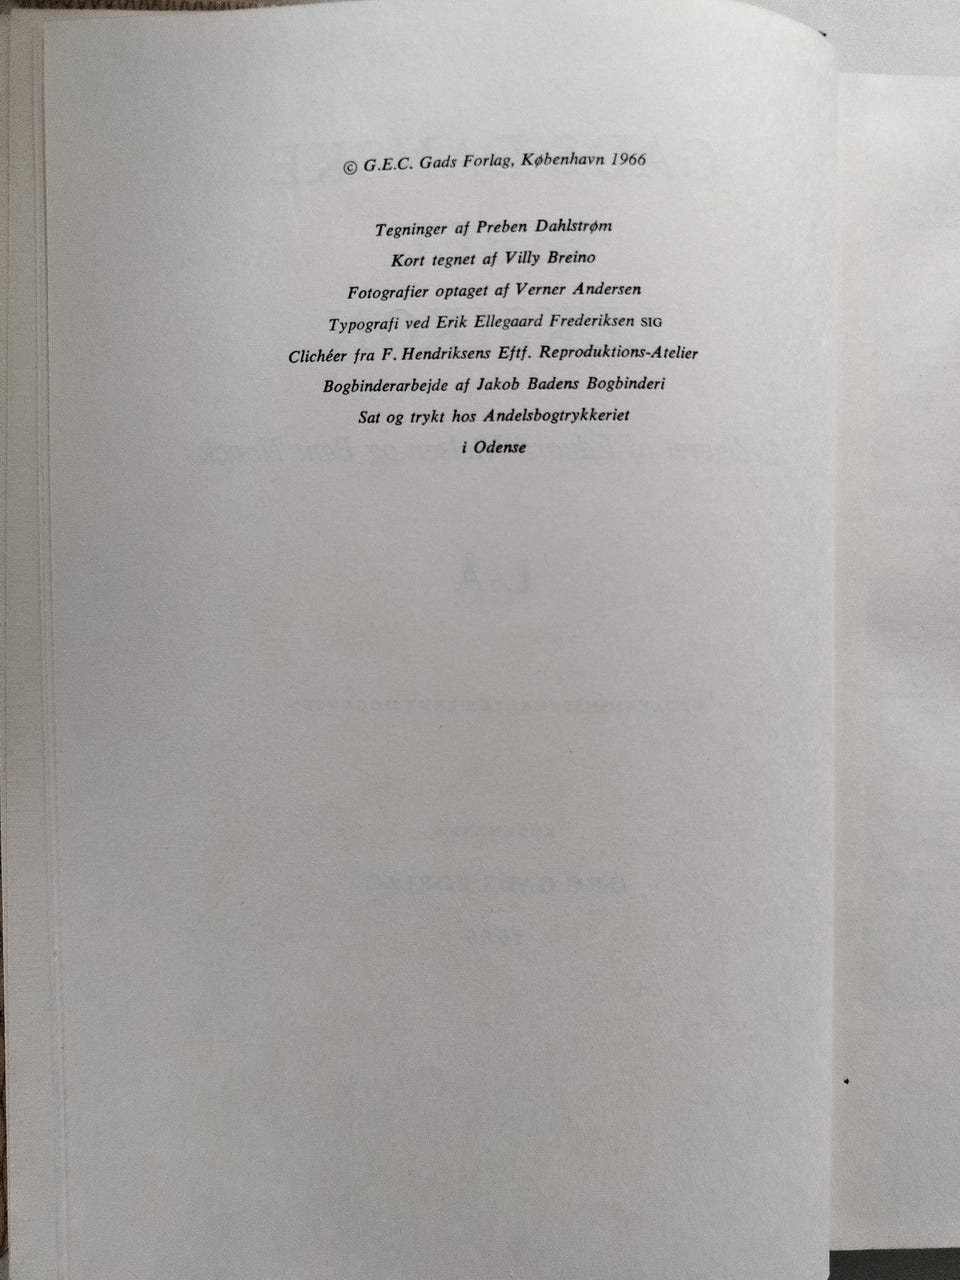 © G.E.C. Gads Forlag, København 1966
Tegninger af Preben Dahlstrøm
Kort tegnet af Villy Breino
Fotografier optaget af Verner Andersen
Typografi ved Erik Ellegaard Frederiksen SIG
Clichéer fra F. Hendriksens Eftf. Reproduktions-Atelier
Bogbinderarbejde af Jakob Badens Bogbinderi
Sat og trykt hos Andelsbogtrykkeriet
i Odense